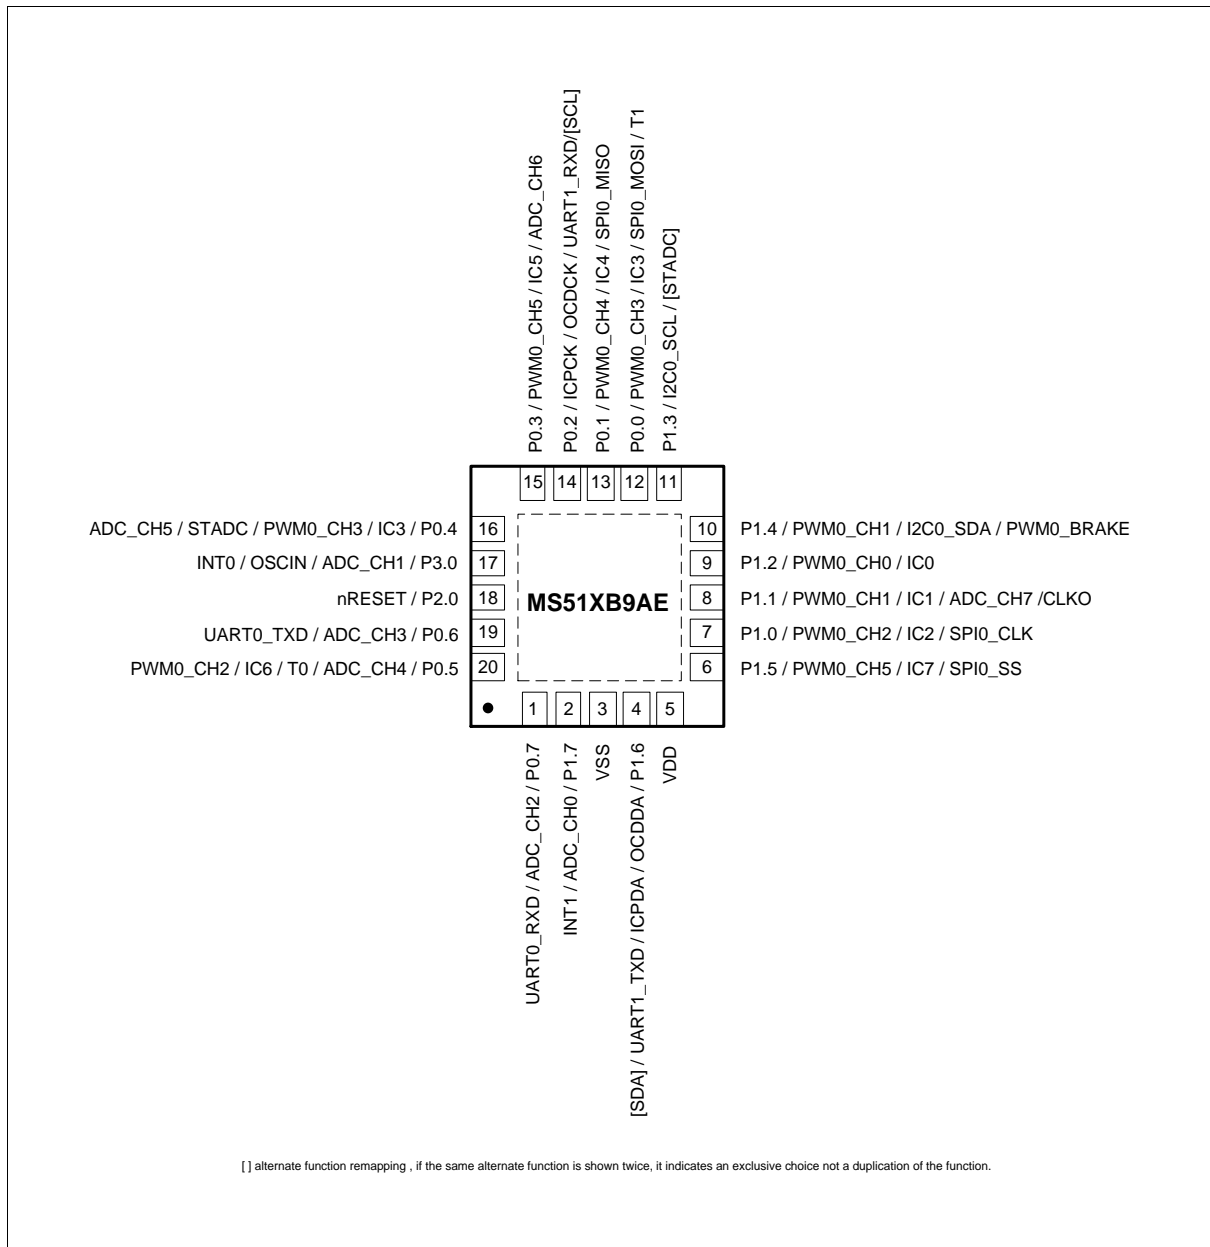 P0.3 / PWM0_CH5 / IC5 / ADC_CH6
P0.2 / ICPCK / OCDCK / UART1_RXD/[SCL]
P0.1 / PWM0_CH4 / IC4 / SPI0_MISO
P0.0 / PWM0_CH3 / IC3 / SPI0_MOSI / T1
P1.3 / I2C0_SCL / [STADC]
15
14
13
12
11
ADC_CH5 / STADC / PWM0_CH3 / IC3 / P0.4
16
INT0 / OSCIN / ADC_CH1 / P3.0
17
nRESET / P2.0
18
UART0_TXD / ADC_CH3 / P0.6
19
PWM0_CH2 / IC6 / T0 / ADC_CH4 / P0.5
20
MS51XB9AE
10
P1.4 / PWM0_CH1 / I2C0_SDA / PWM0_BRAKE
9
P1.2 / PWM0_CH0 / IC0
8
P1.1 / PWM0_CH1 / IC1 / ADC_CH7 /CLKO
7
P1.0 / PWM0_CH2 / IC2 / SPI0_CLK
6
P1.5 / PWM0_CH5 / IC7 / SPI0_SS
1
2
3
4
5
UART0_RXD / ADC_CH2 / P0.7
INT1 / ADC_CH0 / P1.7
VSS
[SDA] / UART1_TXD / ICPDA / OCDDA / P1.6
VDD
[ ] alternate function remapping , if the same alternate function is shown twice, it indicates an exclusive choice not a duplication of the function.